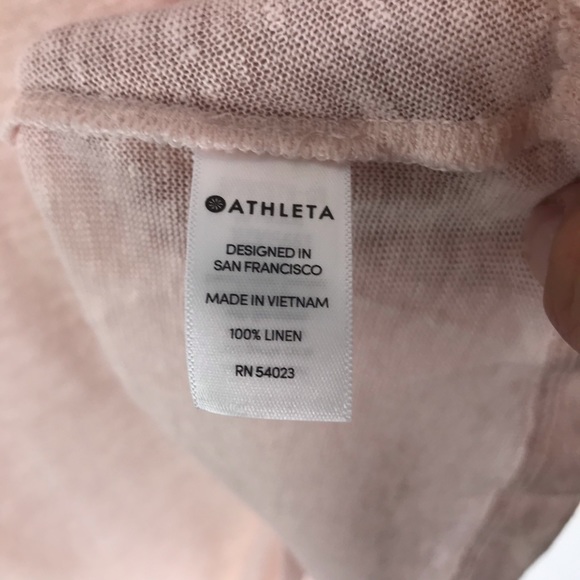 ATHLETA
DESIGNED IN
SAN FRANCISCO
MADE IN VIETNAM
100% LINEN
RN 54023